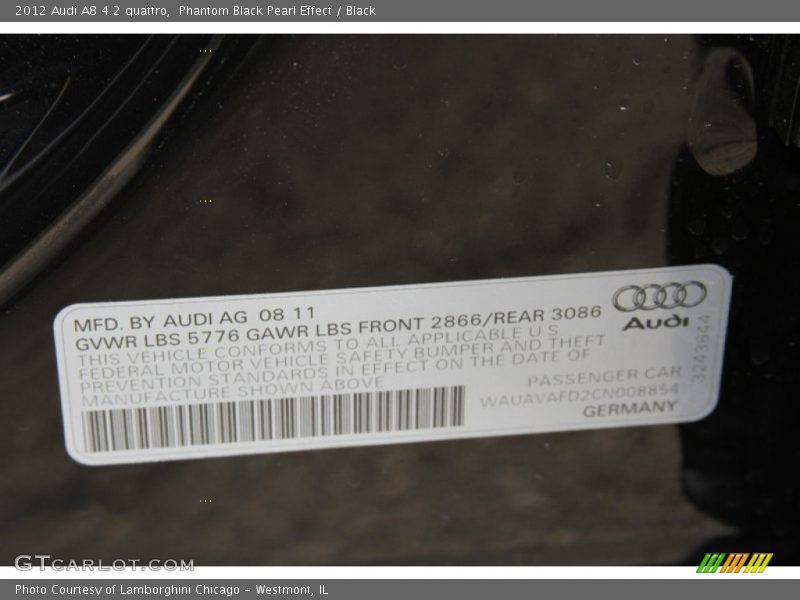 2012 Audi A8 4.2 quattro,  Phantom Black Pearl Effect / Black
MFD. BY AUDI AG  08 11
GVWR LBS 5776 GAWR LBS FRONT 2866/REAR 3086
THIS VEHICLE CONFORMS TO ALL APPLICABLE U S
FEDERAL MOTOR VEHICLE SAFETY BUMPER AND THEFT
PREVENTION STANDARDS IN EFFECT ON THE DATE OF
MANUFACTURE SHOWN ABOVE
Audi
3243644
PASSENGER CAR
WAUAVAFD2CN008854
GERMANY
GTCARLOT.COM
Photo Courtesy of Lamborghini Chicago - Westmont, IL